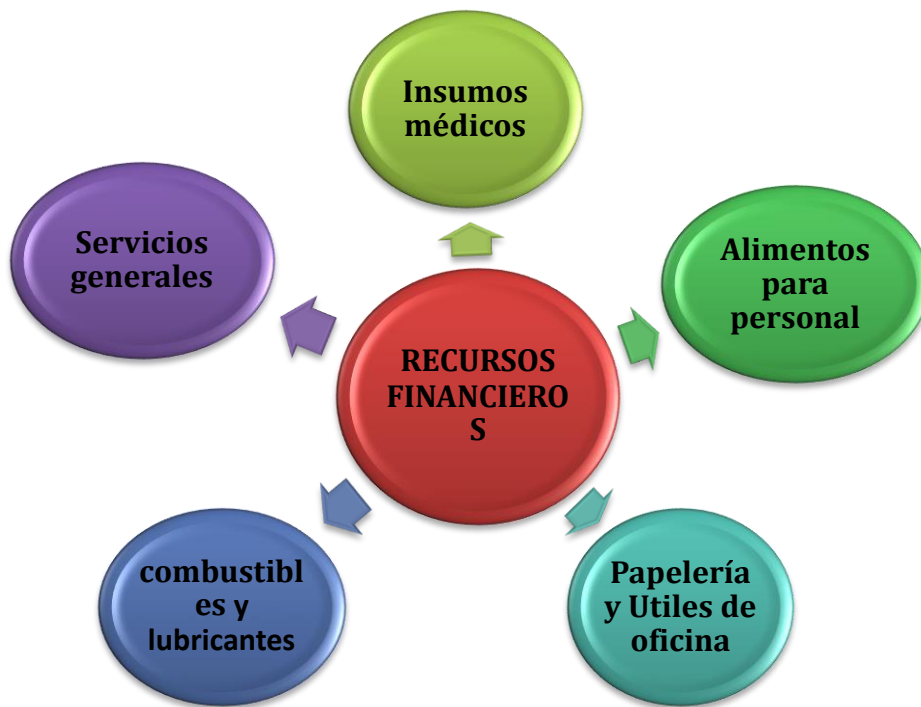 Insumos
médicos
Servicios
generales
Alimentos
para
personal
RECURSOS
FINANCIERO
S
combustibl
es y
lubricantes
Papelería
y Utiles de
oficina